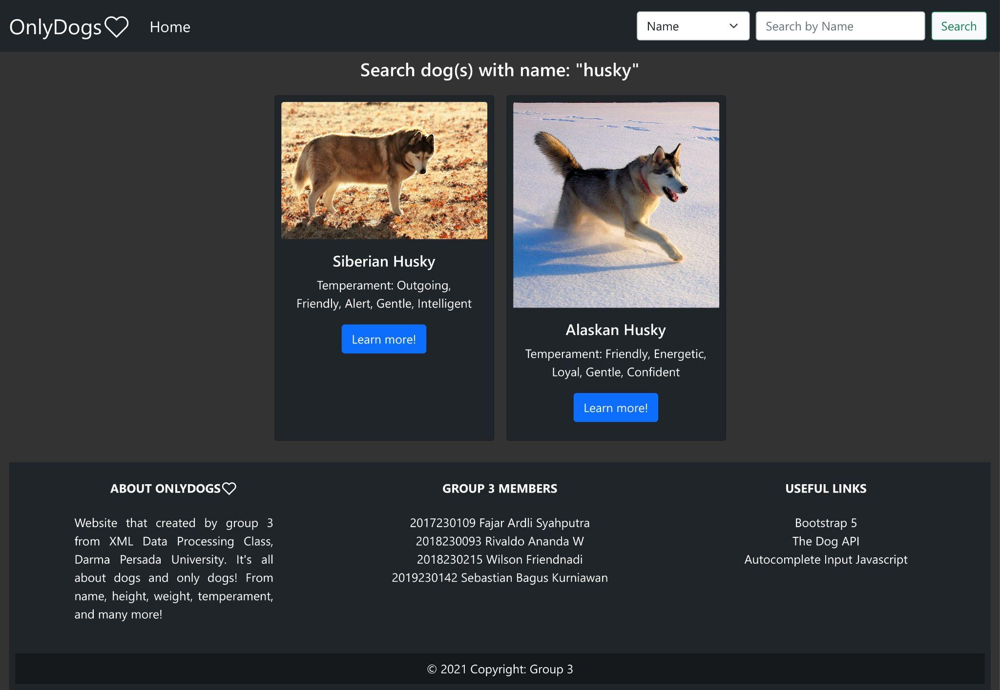 OnlyDogs
Home
Name
Search by Name
Search
Search dog(s) with name: "husky"
Siberian Husky
Temperament: Outgoing,
Friendly, Alert, Gentle, Intelligent
Learn more!
Alaskan Husky
Temperament: Friendly, Energetic,
Loyal, Gentle, Confident
Learn more!
ABOUT ONLYDOGS
Website that created by group 3
from XML Data Processing Class,
Darma Persada University. It's all
about dogs and only dogs! From
name, height, weight, temperament,
and many more!
GROUP 3 MEMBERS
2017230109 Fajar Ardli Syahputra
2018230093 Rivaldo Ananda W
2018230215 Wilson Friendnadi
2019230142 Sebastian Bagus Kurniawan
USEFUL LINKS
Bootstrap 5
The Dog API
Autocomplete Input Javascript
© 2021 Copyright: Group 3